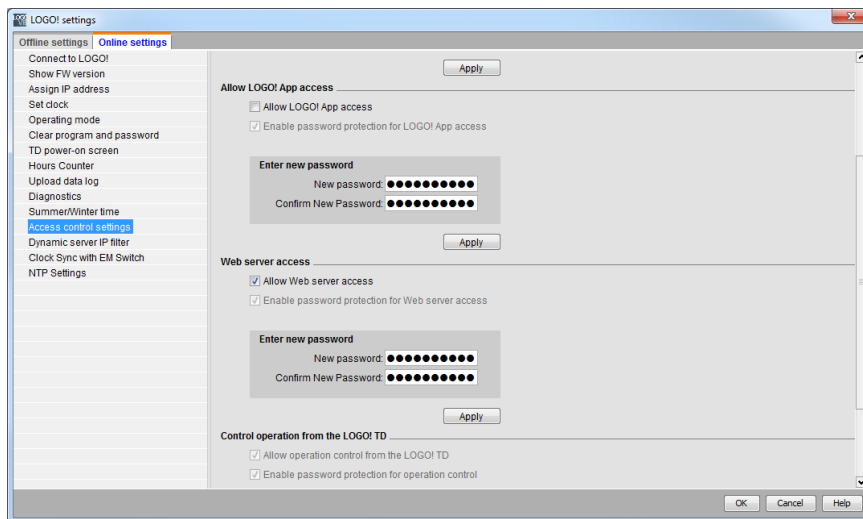 LOGO! settings
Offline settings Online settings
Connect to LOGO!
Show FW version
Assign IP address
Set clock
Operating mode
Clear program and password
TD power-on screen
Hours Counter
Upload data log
Diagnostics
Summer/Winter time
Access control settings
Dynamic server IP filter
Clock Sync with EM Switch
NTP Settings
Apply
Allow LOGO! App access
Allow LOGO! App access
Enable password protection for LOGO! App access
Enter new password
New password: ●●●●●●●●●●
Confirm New Password: ●●●●●●●●●●
Apply
Web server access
Allow Web server access
Enable password protection for Web server access
Enter new password
New password: ●●●●●●●●●●
Confirm New Password: ●●●●●●●●●●
Apply
Control operation from the LOGO! TD
Allow operation control from the LOGO! TD
Enable password protection for operation control
OK Cancel Help